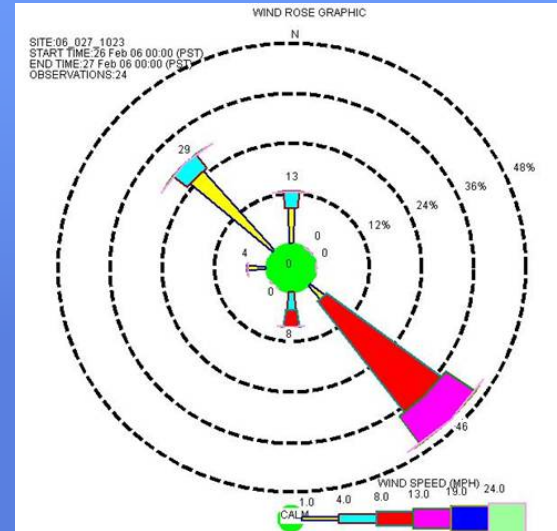 WIND ROSE GRAPHIC
N
SITE:06_027_1023
START TIME:26 Feb 06 00:00 (PST)
END TIME:27 Feb 06 00:00 (PST)
OBSERVATIONS:24
29
13
48%
36%
24%
12%
0
0
4
0
0
8
46
WIND SPEED (MPH)
CALM
1.0 4.0 8.0 13.0 19.0 24.0